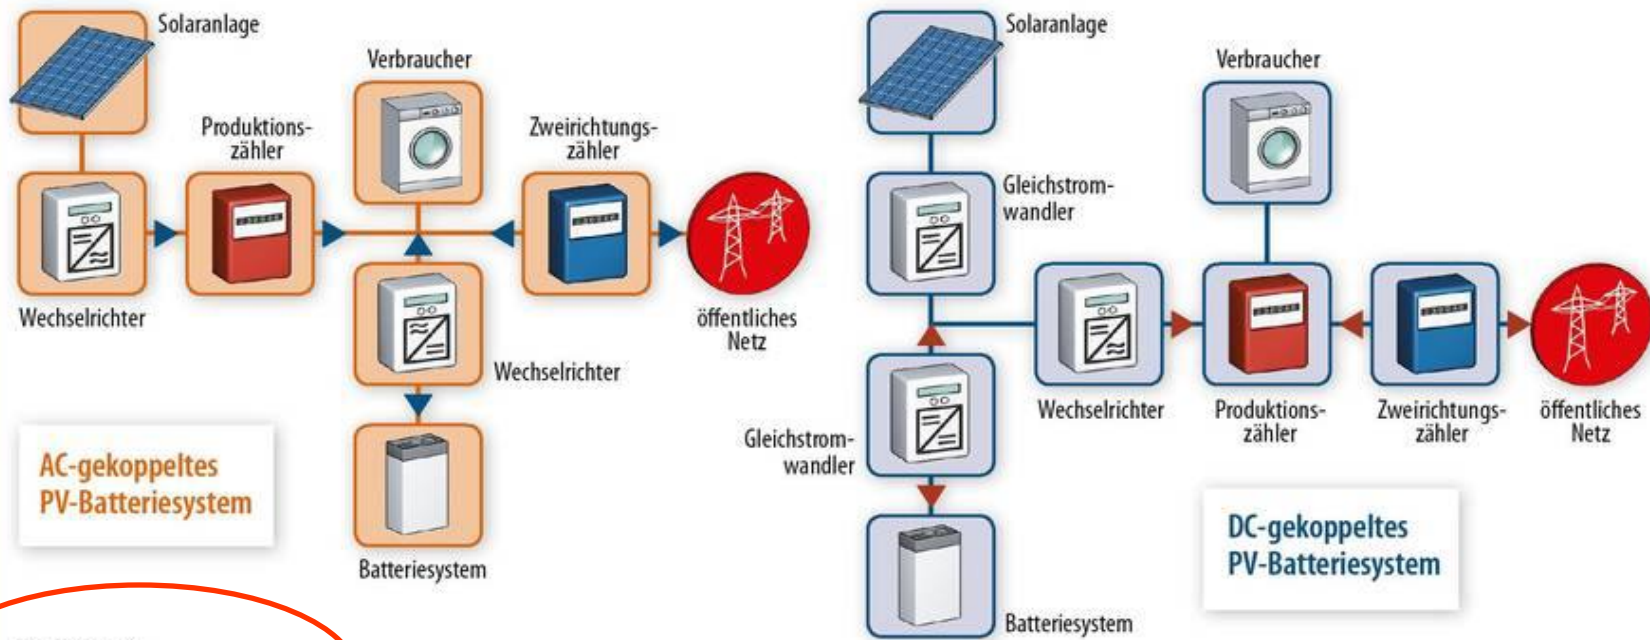 Solaranlage
Verbraucher
Produktions-
zähler
Zweirichtungs-
zähler
Wechselrichter
öffentliches
Netz
Wechselrichter
AC-gekoppeltes
PV-Batteriesystem
Batteriesystem
Solaranlage
Verbraucher
Gleichstrom-
wandler
Wechselrichter
Produktions-
zähler
Zweirichtungs-
zähler
öffentliches
Netz
Gleichstrom-
wandler
DC-gekoppeltes
PV-Batteriesystem
Batteriesystem